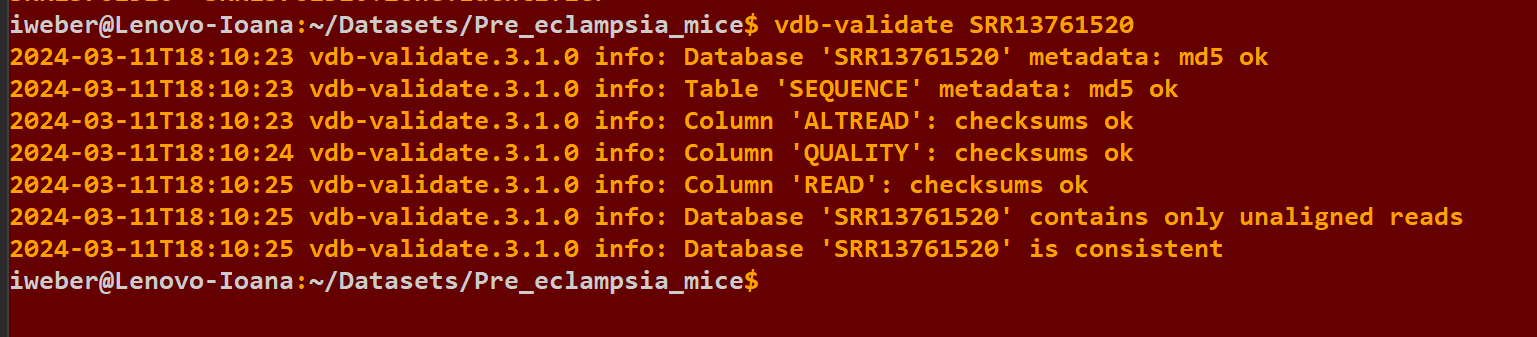 iweber@Lenovo-Ioana:~/Datasets/Pre_eclampsia_mice$ vdb-validate SRR13761520
2024-03-11T18:10:23 vdb-validate.3.1.0 info: Database 'SRR13761520' metadata: md5 ok
2024-03-11T18:10:23 vdb-validate.3.1.0 info: Table 'SEQUENCE' metadata: md5 ok
2024-03-11T18:10:23 vdb-validate.3.1.0 info: Column 'ALTREAD': checksums ok
2024-03-11T18:10:24 vdb-validate.3.1.0 info: Column 'QUALITY': checksums ok
2024-03-11T18:10:25 vdb-validate.3.1.0 info: Column 'READ': checksums ok
2024-03-11T18:10:25 vdb-validate.3.1.0 info: Database 'SRR13761520' contains only unaligned reads
2024-03-11T18:10:25 vdb-validate.3.1.0 info: Database 'SRR13761520' is consistent
iweber@Lenovo-Ioana:~/Datasets/Pre_eclampsia_mice$